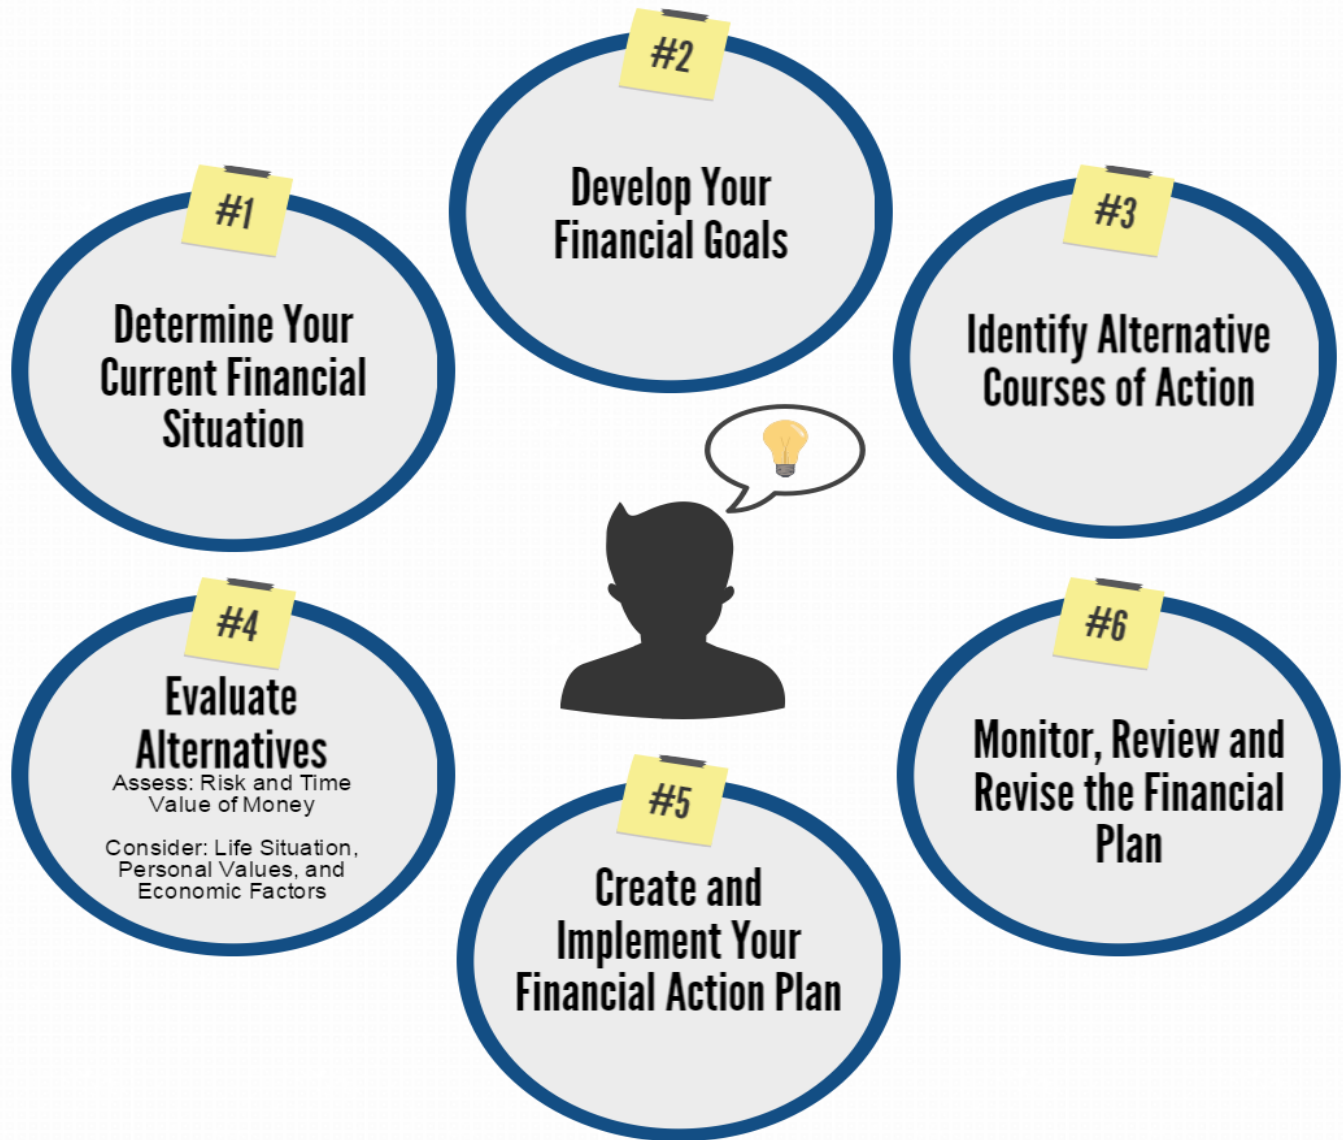 #1
Determine Your
Current Financial
Situation
#2
Develop Your
Financial Goals
#3
Identify Alternative
Courses of Action
#4
Evaluate
Alternatives
Assess: Risk and Time
Value of Money
Consider: Life Situation,
Personal Values, and
Economic Factors
#5
Create and
Implement Your
Financial Action Plan
#6
Monitor, Review and
Revise the Financial
Plan